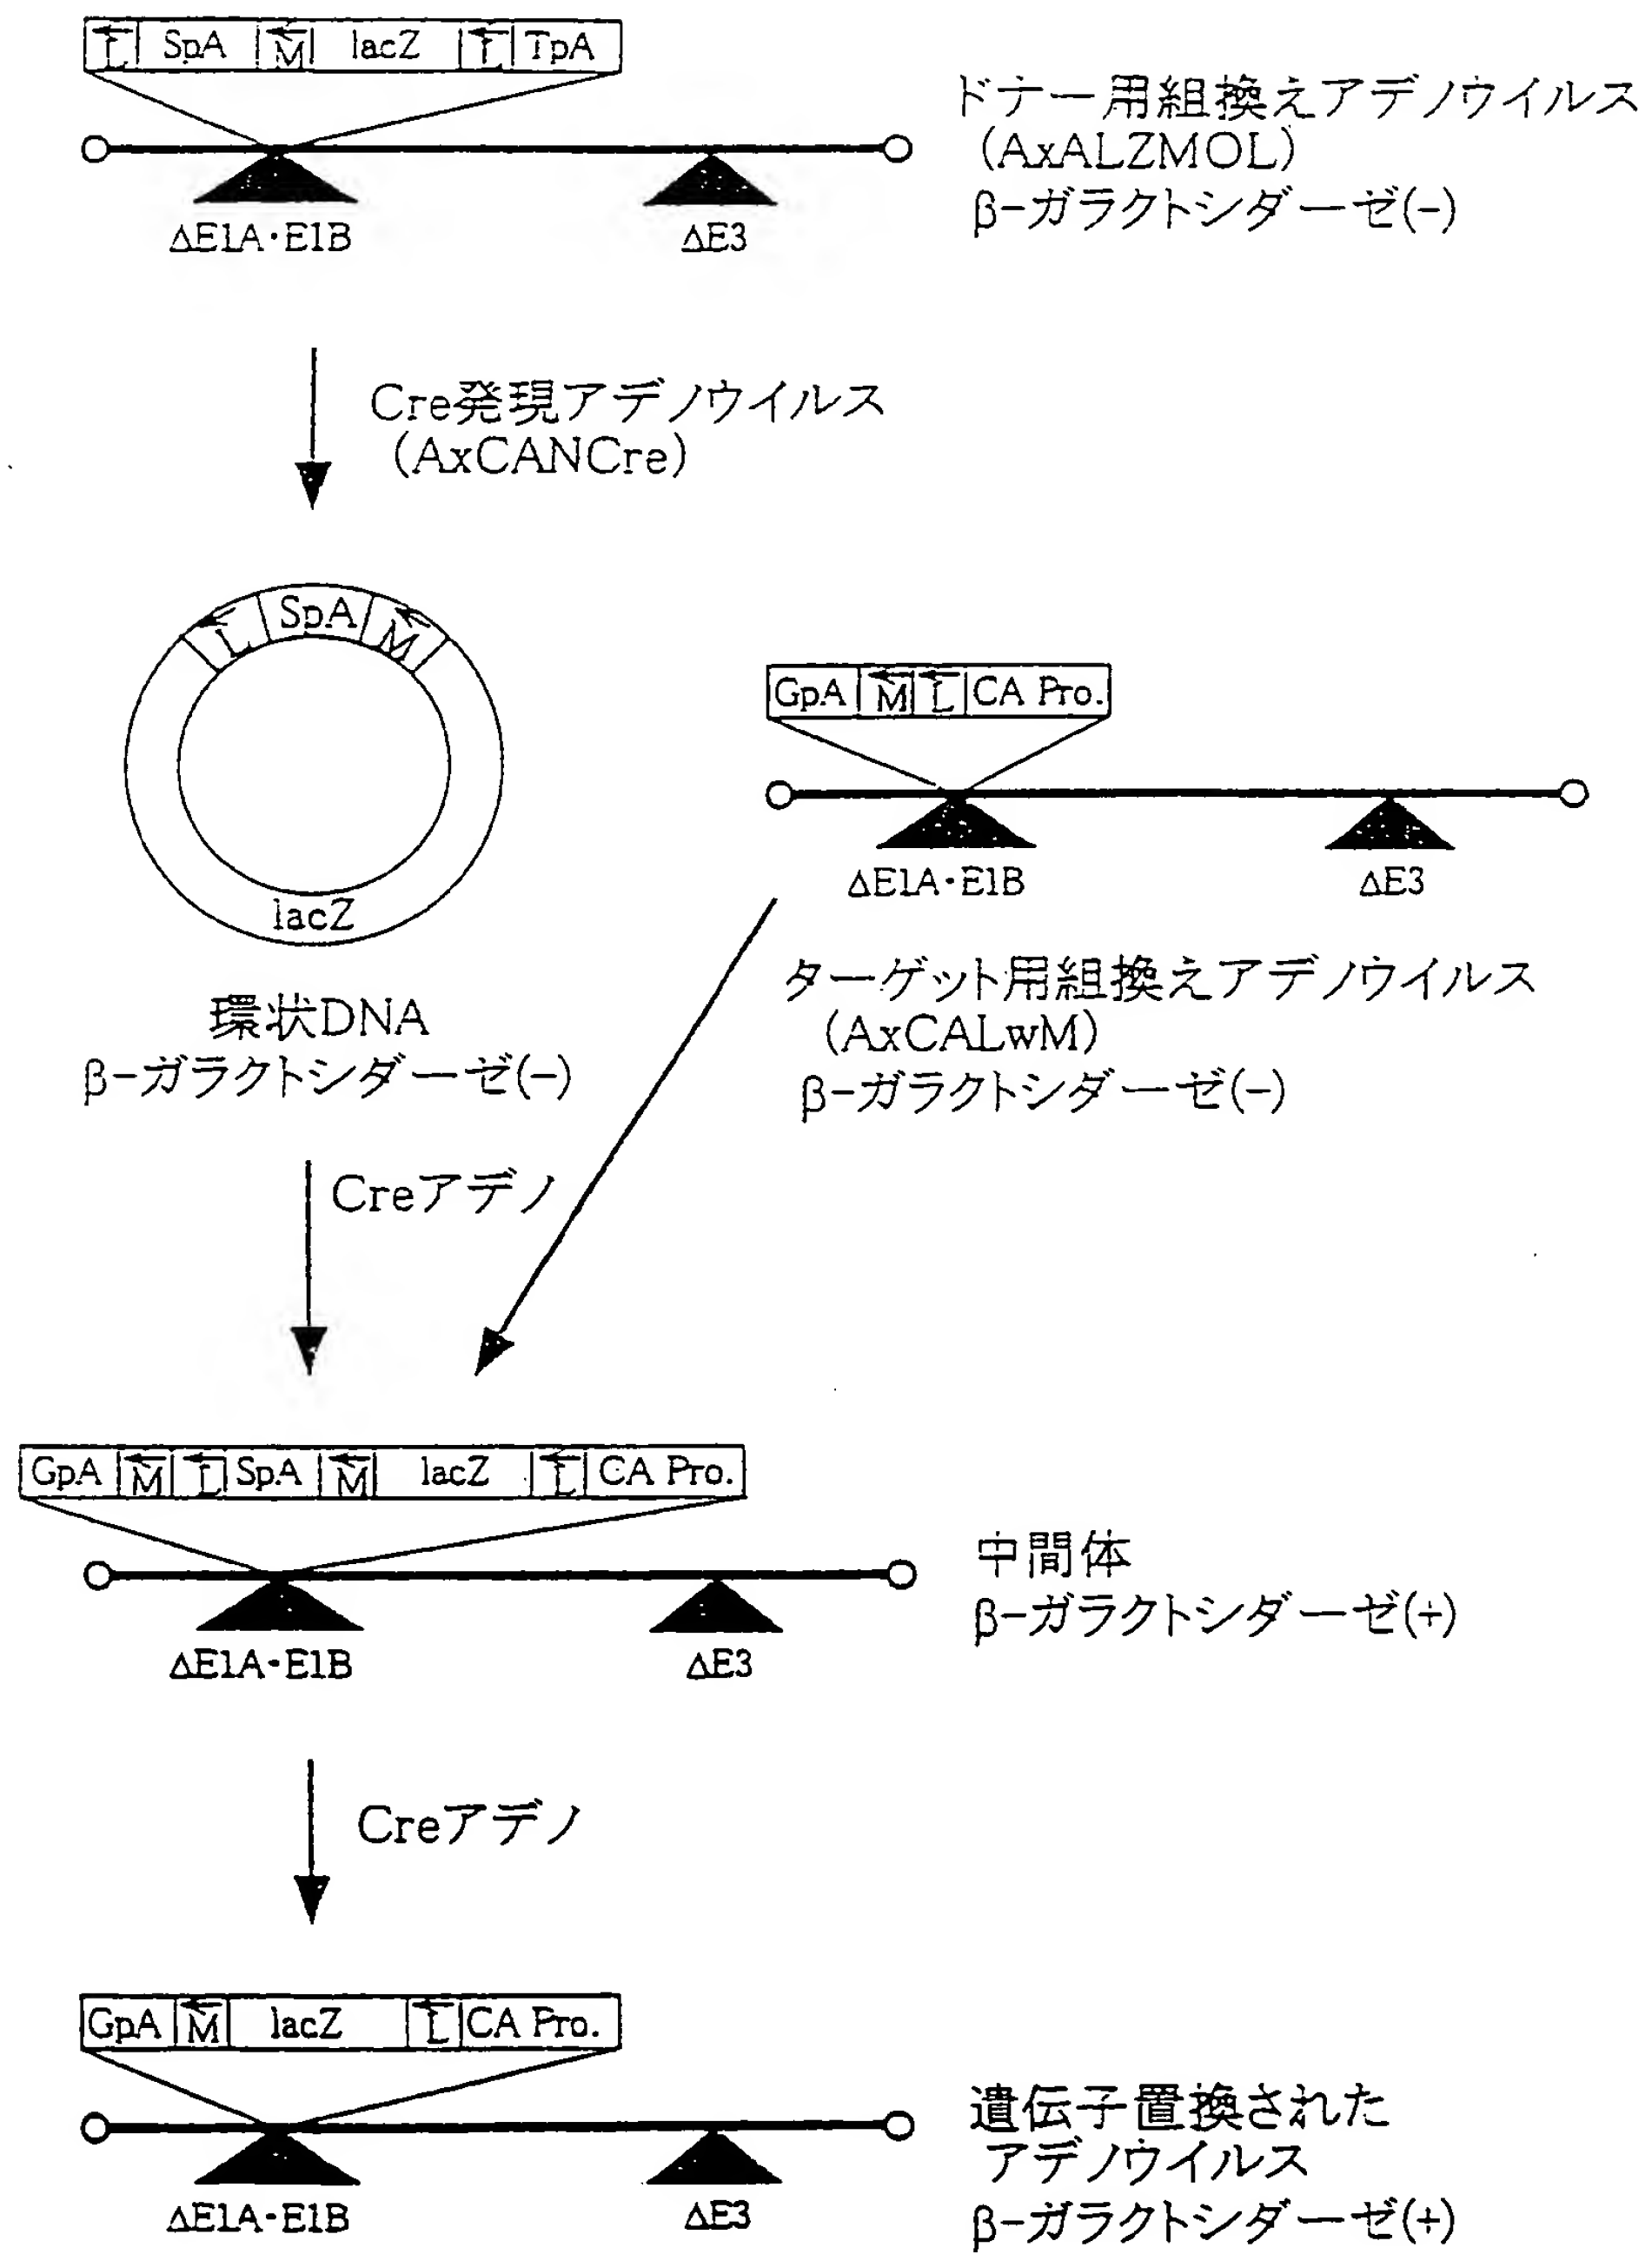 L SpA M lacZ L TpA
ドナー用組換えアデノウイルス
(AxALZMOL)
β-ガラクトシダーゼ(-)
ΔE1A·E1B ΔE3
Cre発現アデノウイルス
(AxCANCre)
L SpA M
lacZ
環状DNA
β-ガラクトシダーゼ(-)
GpA M L CA Pro.
ΔE1A·E1B ΔE3
ターゲット用組換えアデノウイルス
(AxCALwM)
β-ガラクトシダーゼ(-)
Creアデノ
GpA M L SpA M lacZ L CA Pro.
中間体
β-ガラクトシダーゼ(+)
ΔE1A·E1B ΔE3
Creアデノ
GpA M lacZ L CA Pro.
遺伝子置換された
アデノウイルス
β-ガラクトシダーゼ(+)
ΔE1A·E1B ΔE3